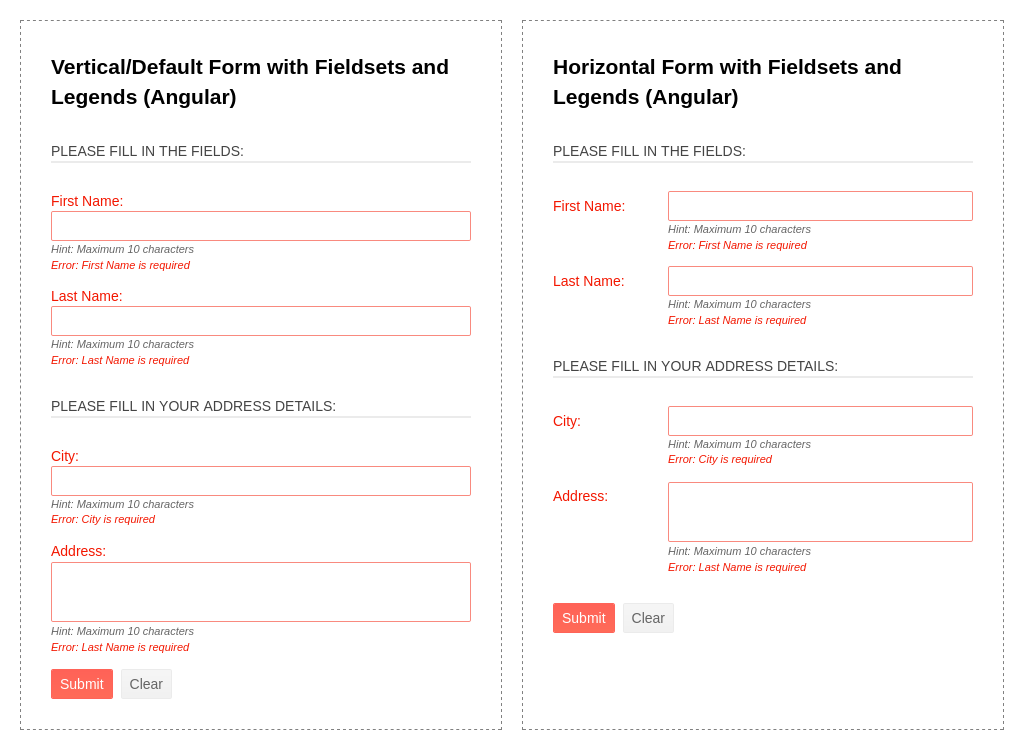 Vertical/Default Form with Fieldsets and
Legends (Angular)
PLEASE FILL IN THE FIELDS:
First Name:
Hint: Maximum 10 characters
Error: First Name is required
Last Name:
Hint: Maximum 10 characters
Error: Last Name is required
PLEASE FILL IN YOUR ADDRESS DETAILS:
City:
Hint: Maximum 10 characters
Error: City is required
Address:
Hint: Maximum 10 characters
Error: Last Name is required
Submit Clear
Horizontal Form with Fieldsets and
Legends (Angular)
PLEASE FILL IN THE FIELDS:
First Name:
Hint: Maximum 10 characters
Error: First Name is required
Last Name:
Hint: Maximum 10 characters
Error: Last Name is required
PLEASE FILL IN YOUR ADDRESS DETAILS:
City:
Hint: Maximum 10 characters
Error: City is required
Address:
Hint: Maximum 10 characters
Error: Last Name is required
Submit Clear